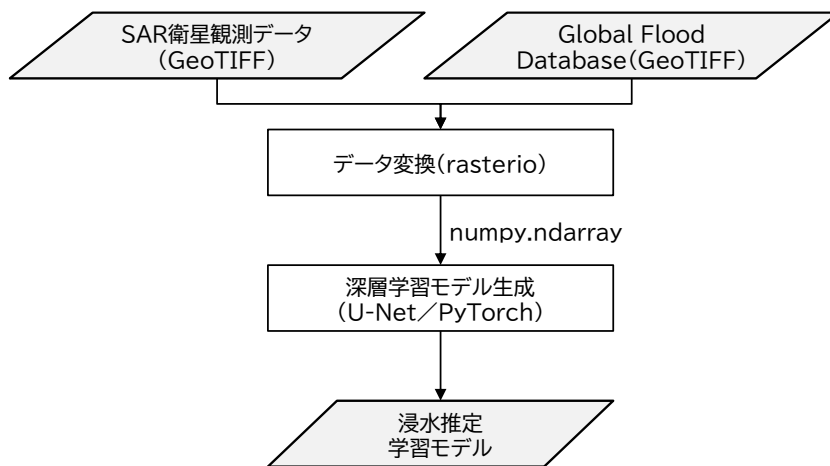 SAR衛星観測データ
（GeoTIFF）
Global Flood
Database（GeoTIFF）
データ変換（rasterio）
numpy.ndarray
深層学習モデル生成
（U-Net／PyTorch）
浸水推定
学習モデル